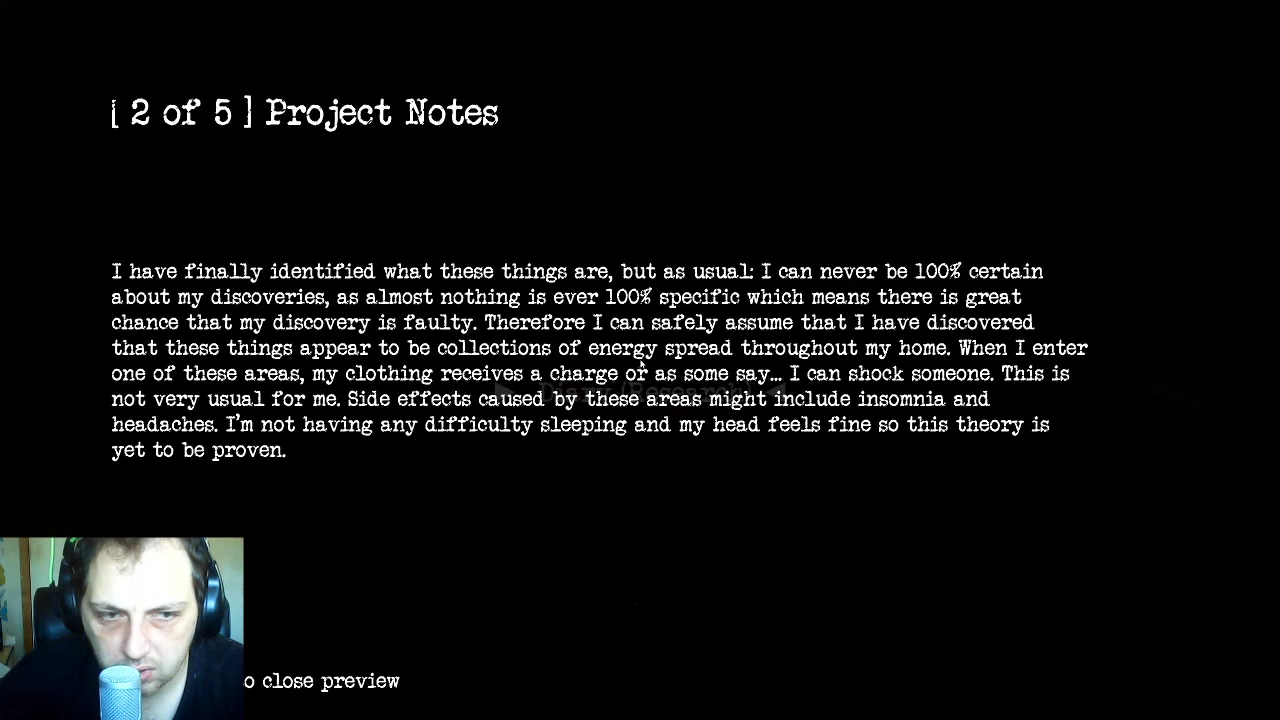 [ 2 of 5 ] Project Notes
I have finally identified what these things are, but as usual: I can never be 100% certain
about my discoveries, as almost nothing is ever 100% specific which means there is great
chance that my discovery is faulty. Therefore I can safely assume that I have discovered
that these things appear to be collections of energy spread throughout my home. When I enter
one of these areas, my clothing receives a charge or as some say... I can shock someone. This is
not very usual for me. Side effects caused by these areas might include insomnia and
headaches. I'm not having any difficulty sleeping and my head feels fine so this theory is
yet to be proven.
Diary (Research)
to close preview